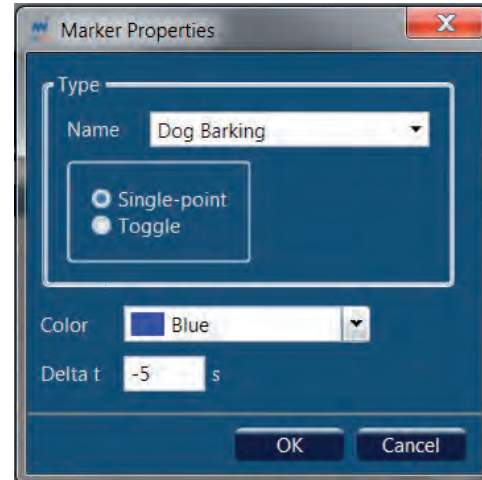 Marker Properties
X
Type
Name Dog Barking
Single-point
Toggle
Color Blue
Delta t -5 s
OK Cancel